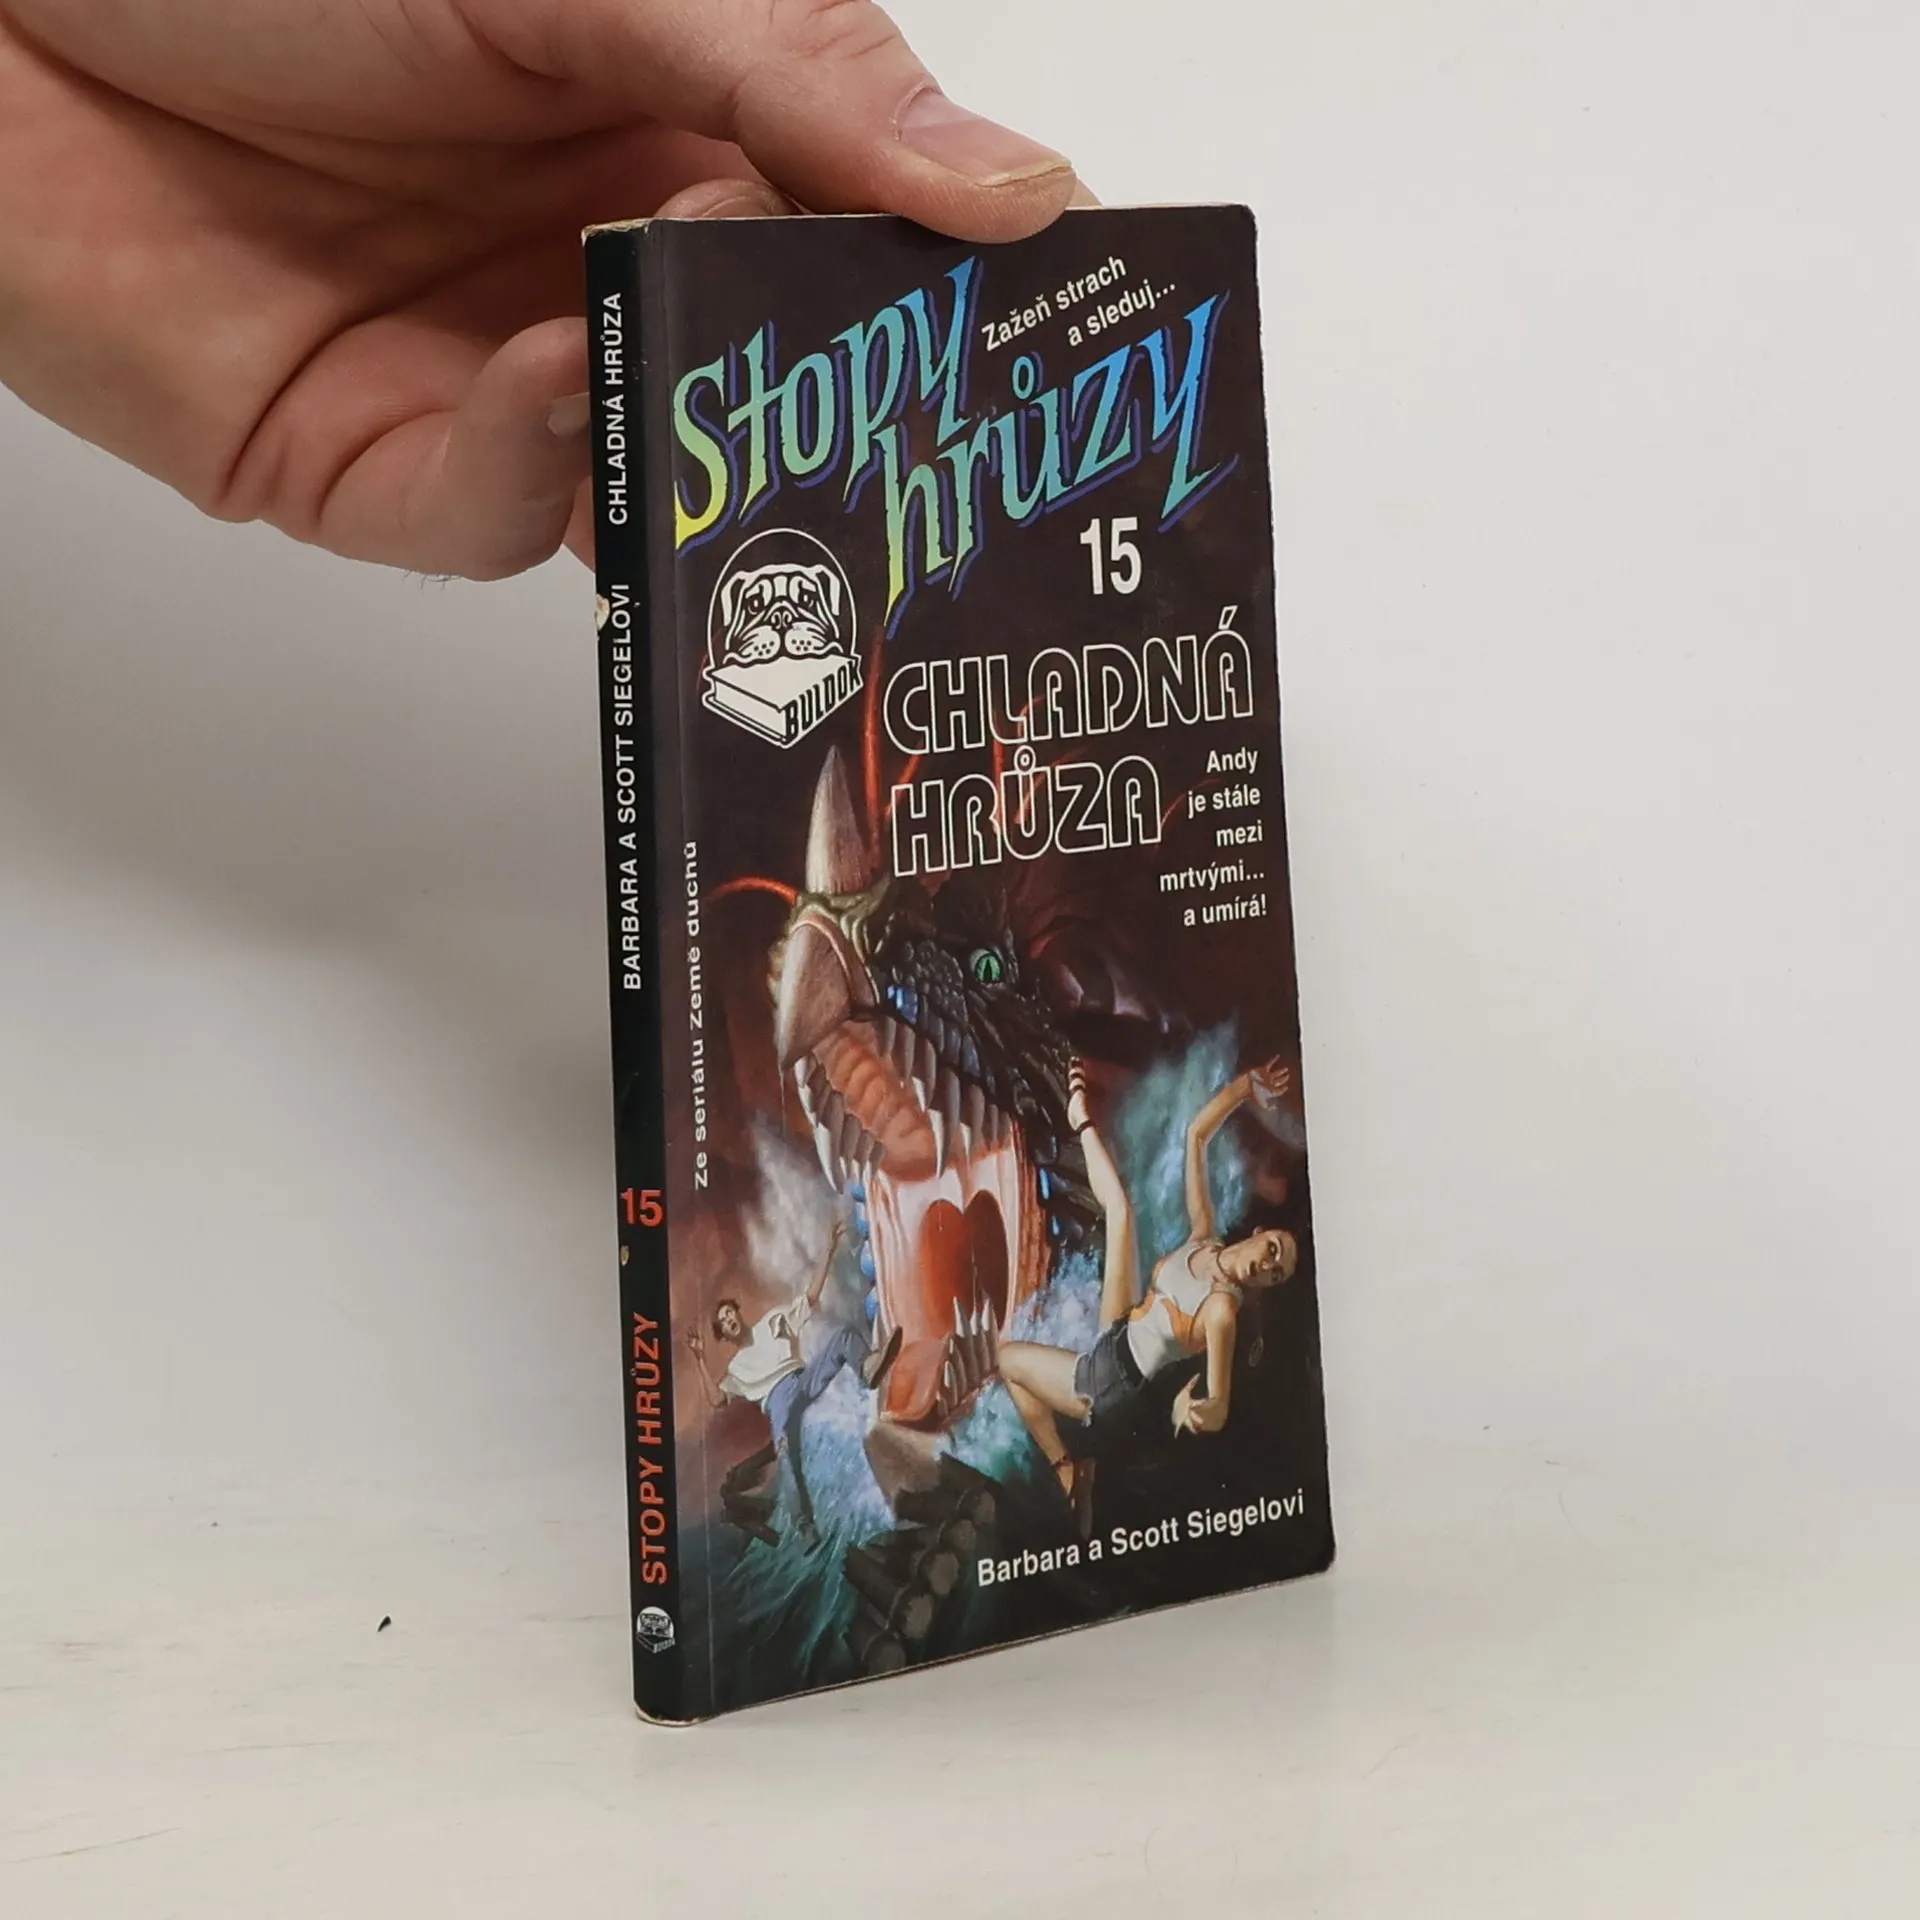 Zažeň strach
a sleduj...
Stopy
hrůzy
15
BULDOK
CHLADNÁ
HRŮZA
Andy
je stále
mezi
mrtvými...
a umírá!
Ze seriálu Země duchů
Barbara a Scott Siegelovi
STOPY HRŮZY 15 BARBARA A SCOTT SIEGELOVI CHLADNÁ HRŮZA